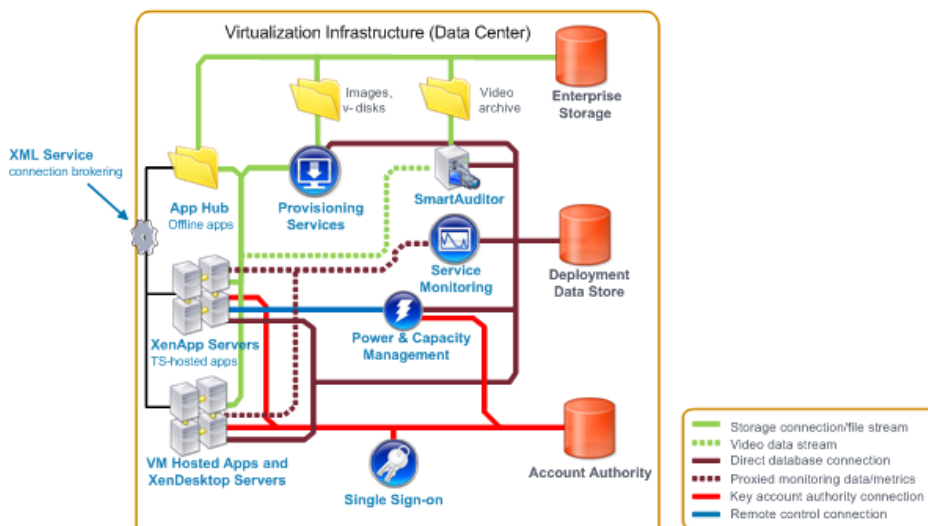 Virtualization Infrastructure (Data Center)
Images,
v- disks
Video
archive
Enterprise
Storage
XML Service
connection brokering
App Hub
Offline apps
Provisioning
Services
SmartAuditor
Service
Monitoring
Deployment
Data Store
XenApp Servers
TS-hosted apps
Power & Capacity
Management
VM Hosted Apps and
XenDesktop Servers
Single Sign-on
Account Authority
Storage connection/file stream
Video data stream
Direct database connection
Proxied monitoring data/metrics
Key account authority connection
Remote control connection